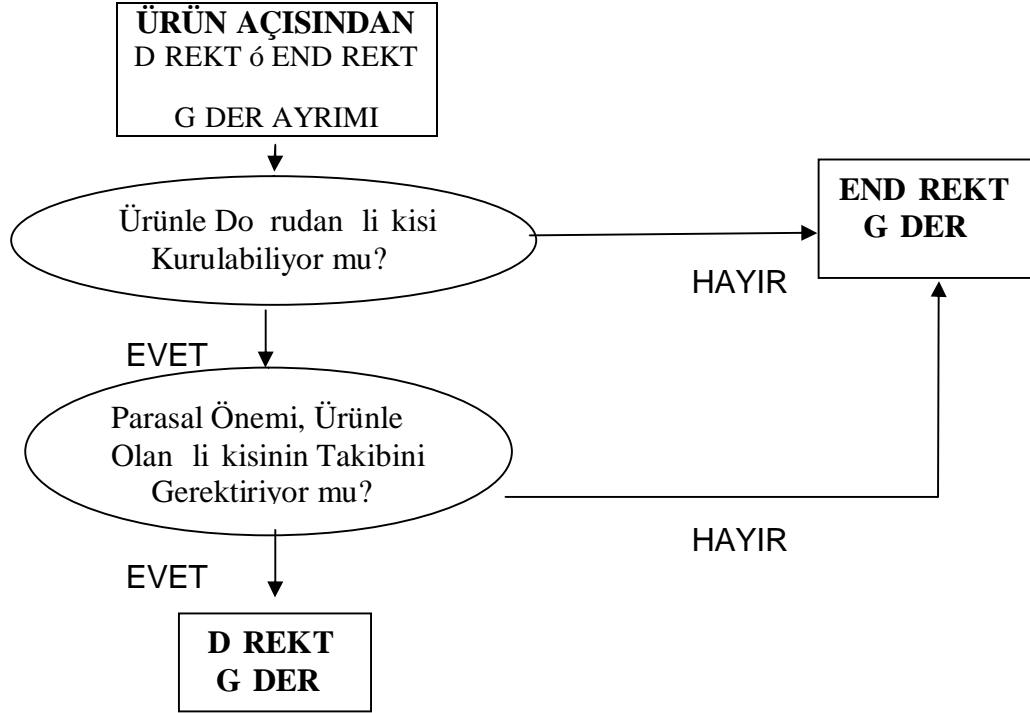 ÜRÜN AÇISINDAN
D REKT ó END REKT
G DER AYRIMI
Ürünle Do rudan li kisi
Kurulabiliyor mu?
END REKT
G DER
HAYIR
EVET
Parasal Önemi, Ürünle
Olan li kisinin Takibini
Gerektiriyor mu?
HAYIR
EVET
D REKT
G DER